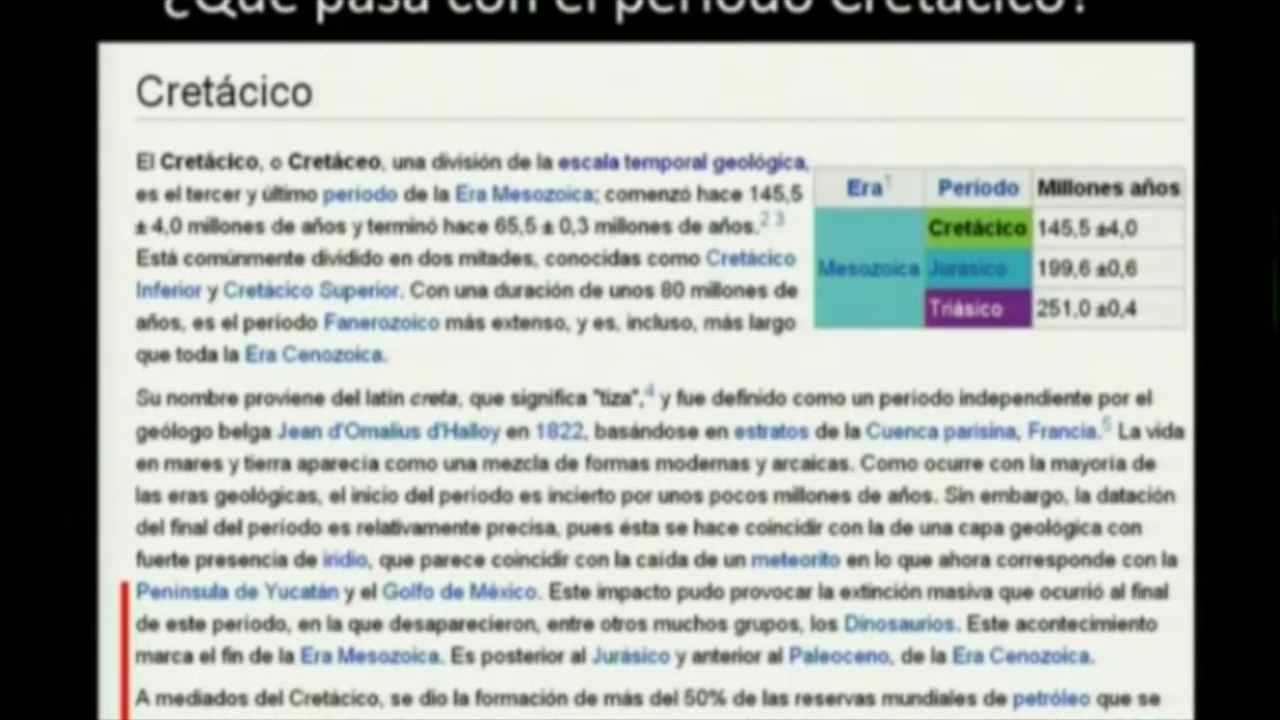 ¿Qué pasa con el período Cretácico?
Cretácico
El Cretácico, o Cretáceo, una división de la escala temporal geológica,
es el tercer y último período de la Era Mesozoica; comenzó hace 145,5
± 4,0 millones de años y terminó hace 65,5 ± 0,3 millones de años.2 3
Está comúnmente dividido en dos mitades, conocidas como Cretácico
Inferior y Cretácico Superior. Con una duración de unos 80 millones de
años, es el período Fanerozoico más extenso, y es, incluso, más largo
que toda la Era Cenozoica.
Era1 Período Millones años
Cretácico 145,5 ±4,0
Mesozoica Jurásico 199,6 ±0,6
Triásico 251,0 ±0,4
Su nombre proviene del latín creta, que significa "tiza",4 y fue definido como un período independiente por el
geólogo belga Jean d'Omalius d'Halloy en 1822, basándose en estratos de la Cuenca parisina, Francia.5 La vida
en mares y tierra aparecía como una mezcla de formas modernas y arcaicas. Como ocurre con la mayoría de
las eras geológicas, el inicio del período es incierto por unos pocos millones de años. Sin embargo, la datación
del final del período es relativamente precisa, pues ésta se hace coincidir con la de una capa geológica con
fuerte presencia de iridio, que parece coincidir con la caída de un meteorito en lo que ahora corresponde con la
Península de Yucatán y el Golfo de México. Este impacto pudo provocar la extinción masiva que ocurrió al final
de este período, en la que desaparecieron, entre otros muchos grupos, los Dinosaurios. Este acontecimiento
marca el fin de la Era Mesozoica. Es posterior al Jurásico y anterior al Paleoceno, de la Era Cenozoica.
A mediados del Cretácico, se dio la formación de más del 50% de las reservas mundiales de petróleo que se